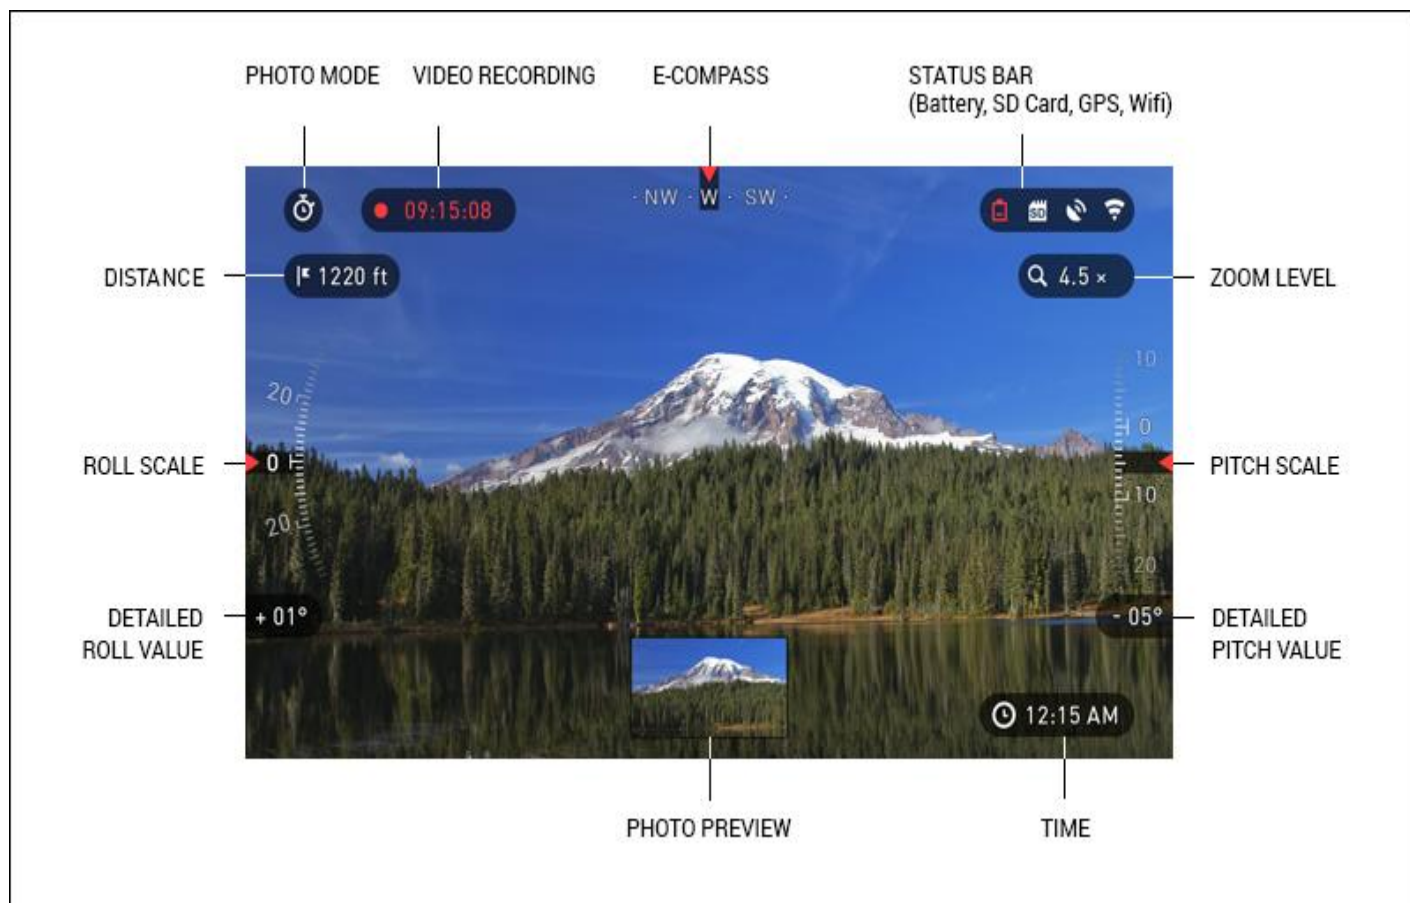 PHOTO MODE
VIDEO RECORDING
E-COMPASS
STATUS BAR
(Battery, SD Card, GPS, Wifi)
09:15:08
· NW · W · SW ·
SD
DISTANCE
1220 ft
4.5 ×
ZOOM LEVEL
20
10
0
ROLL SCALE
0
PITCH SCALE
10
20
20
DETAILED
ROLL VALUE
+ 01°
- 05°
DETAILED
PITCH VALUE
12:15 AM
PHOTO PREVIEW
TIME